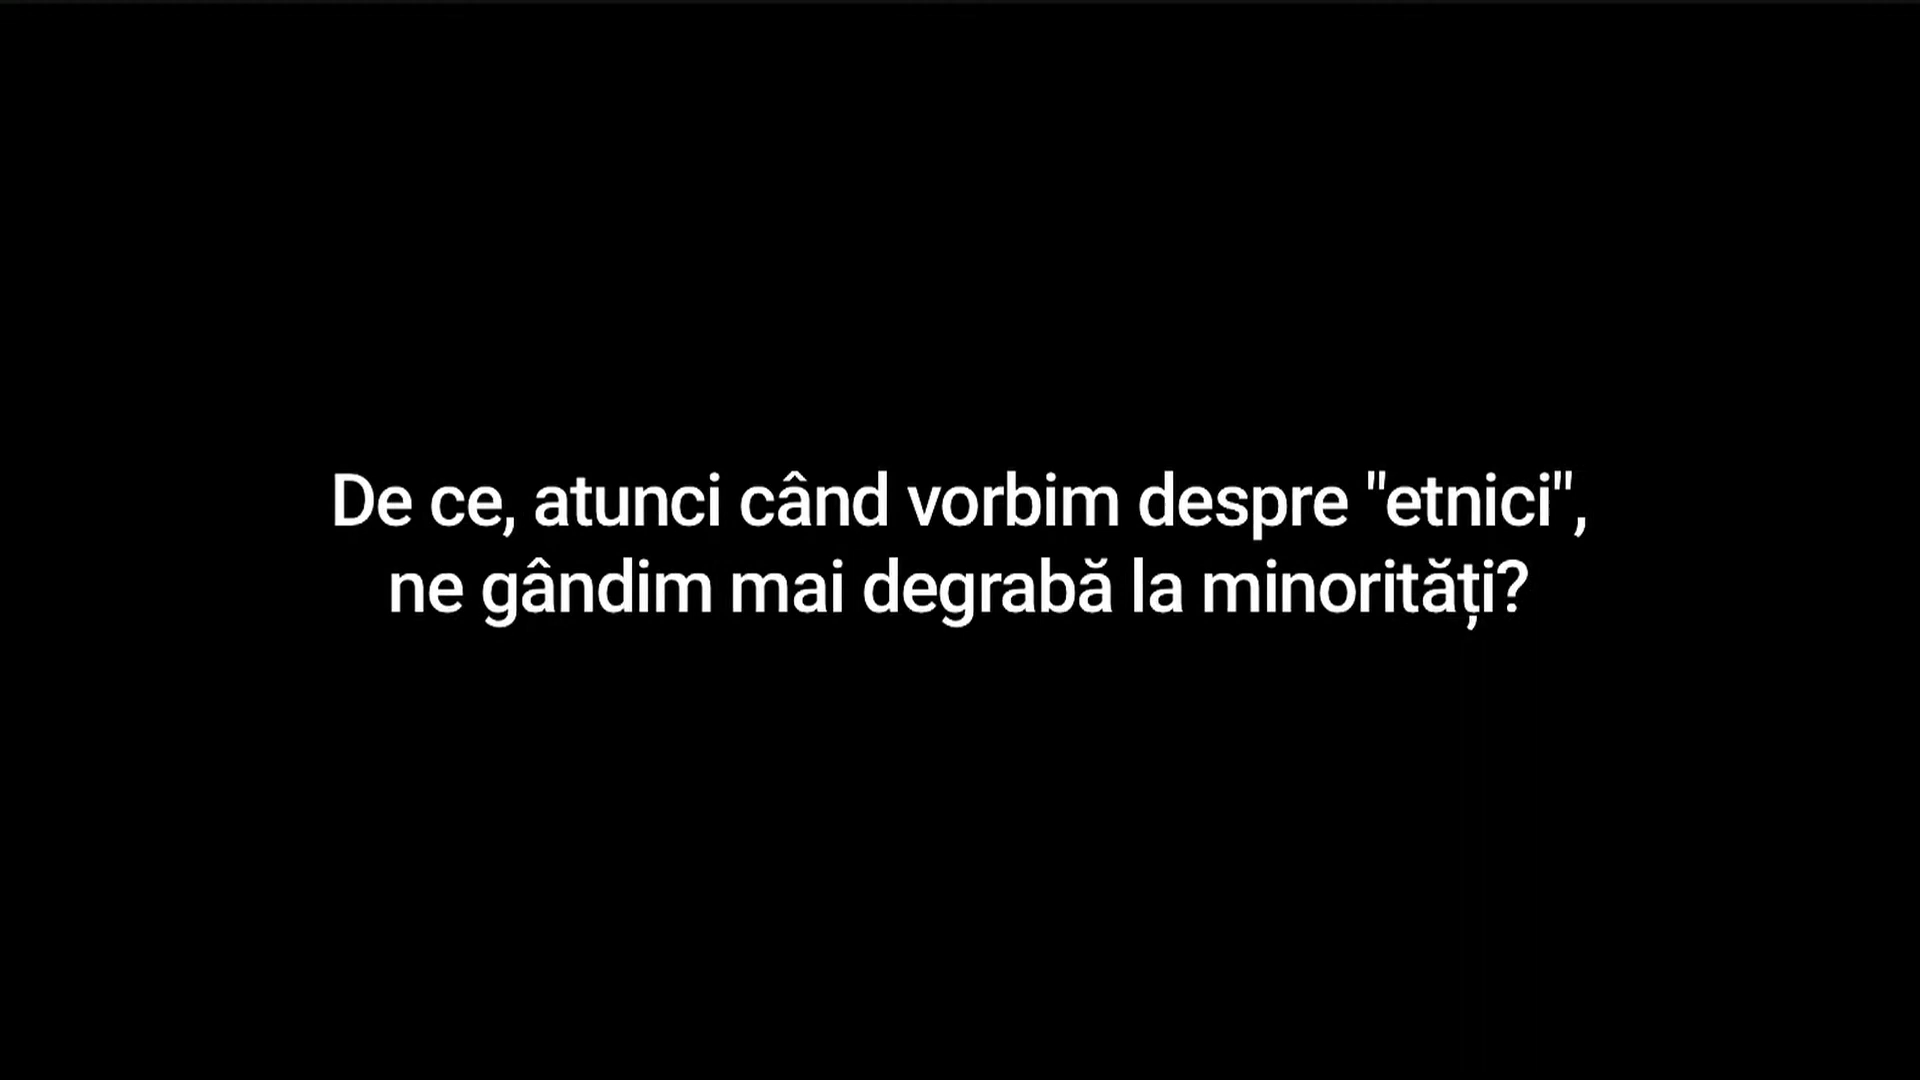 De ce, atunci când vorbim despre "etnici",
ne gândim mai degrabă la minorități?